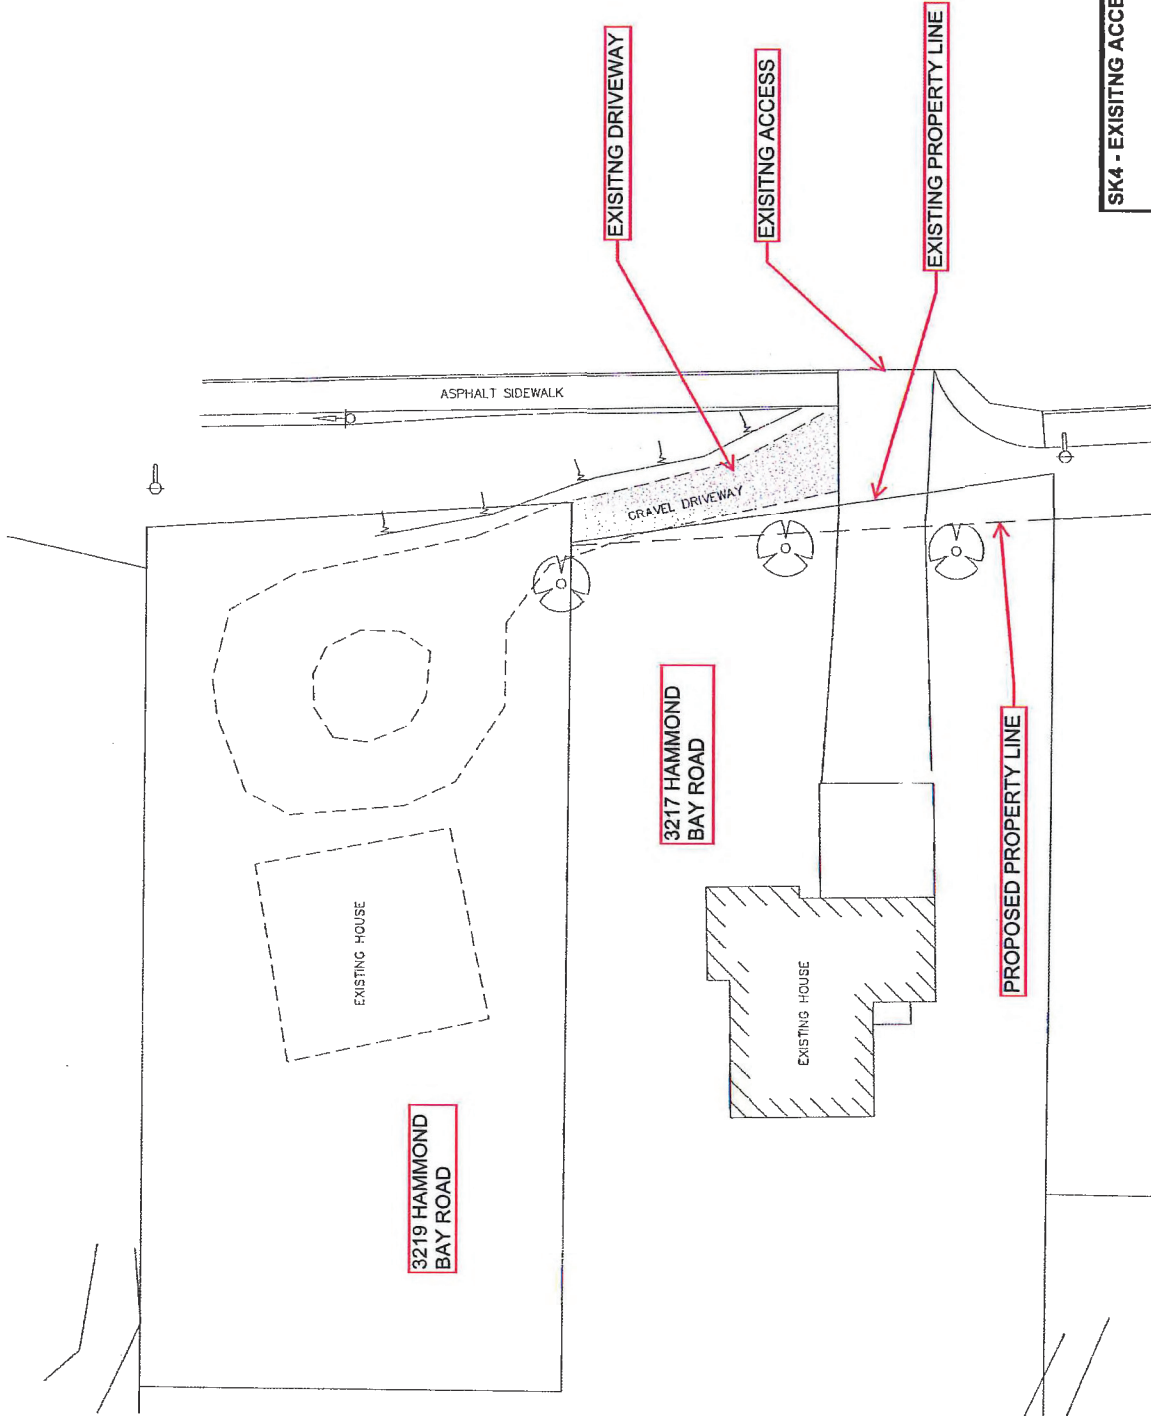 EXISITNG DRIVEWAY
EXISITNG ACCESS
EXISTING PROPERTY LINE
ASPHALT SIDEWALK
GRAVEL DRIVEWAY
3217 HAMMOND
BAY ROAD
PROPOSED PROPERTY LINE
EXISTING HOUSE
EXISTING HOUSE
3219 HAMMOND
BAY ROAD
SK4 - EXISITNG ACCE